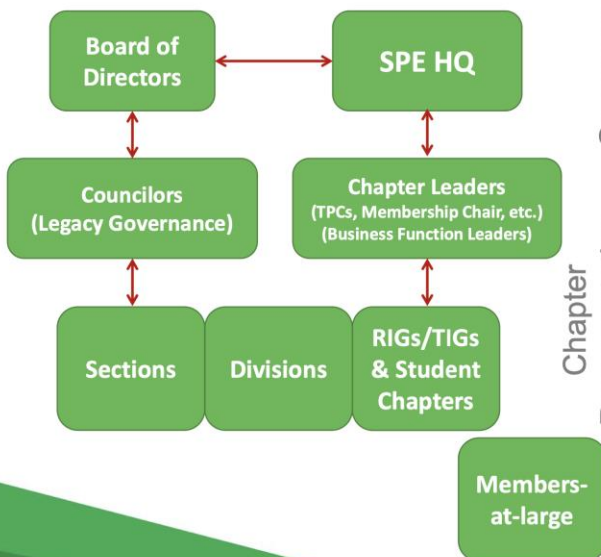 Board of
Directors
SPE HQ
Councilors
(Legacy Governance)
Chapter Leaders
(TPCs, Membership Chair, etc.)
(Business Function Leaders)
Sections
Divisions
RIGs/TIGs
& Student
Chapters
Chapter
Members-
at-large